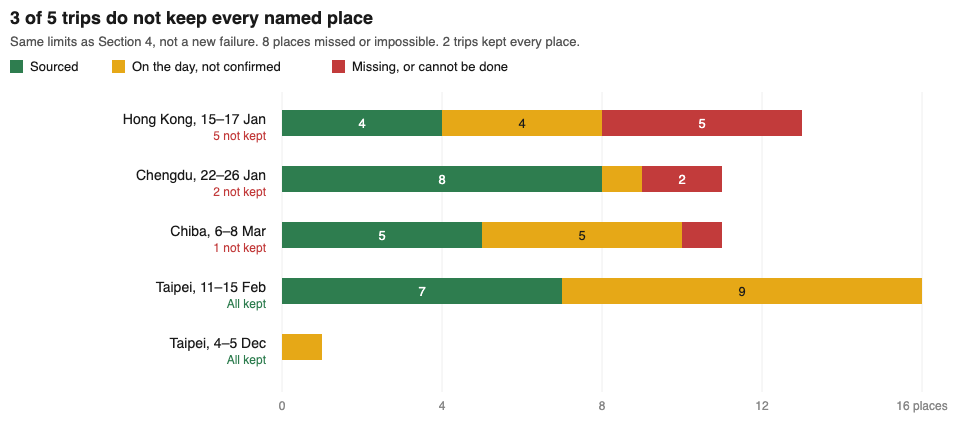 3 of 5 trips do not keep every named place
Same limits as Section 4, not a new failure. 8 places missed or impossible. 2 trips kept every place.
Sourced On the day, not confirmed Missing, or cannot be done
Hong Kong, 15–17 Jan 4 4 5
5 not kept
Chengdu, 22–26 Jan 8 2
2 not kept
Chiba, 6–8 Mar 5 5
1 not kept
Taipei, 11–15 Feb 7 9
All kept
Taipei, 4–5 Dec
All kept
0 4 8 12 16 places